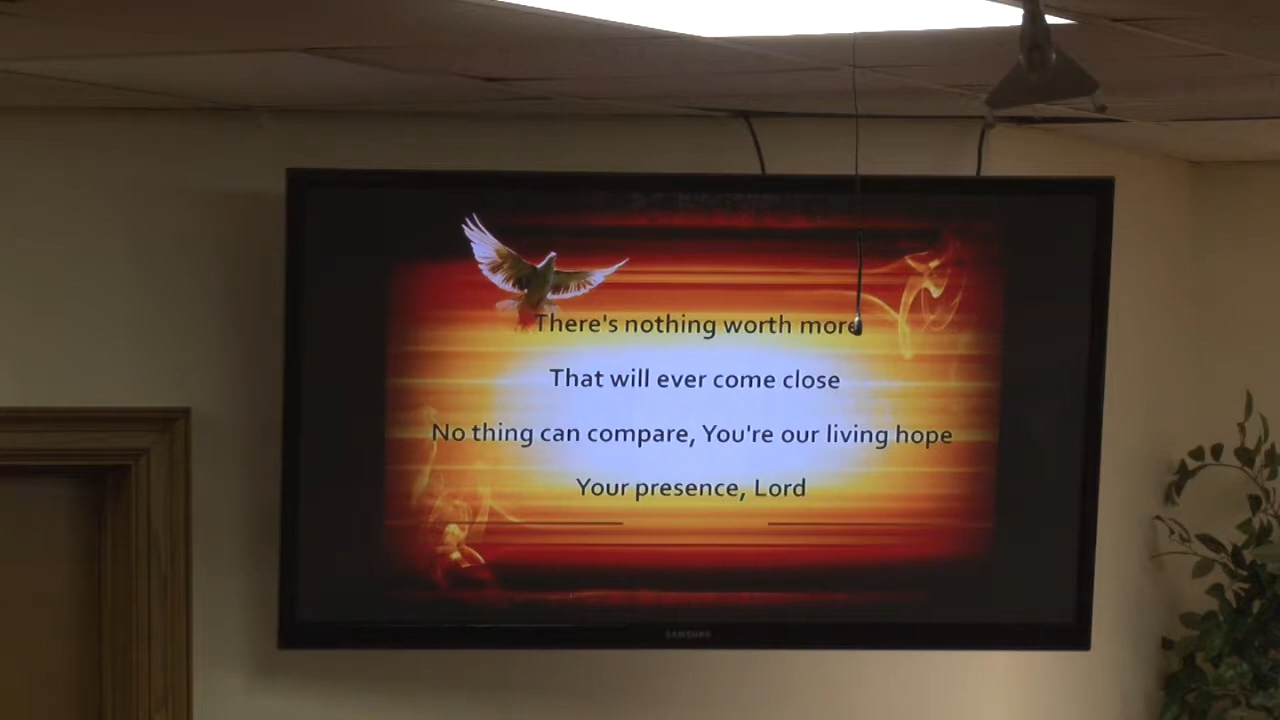 There's nothing worth more
That will ever come close
No thing can compare, You're our living hope
Your presence, Lord
SAMSUNG